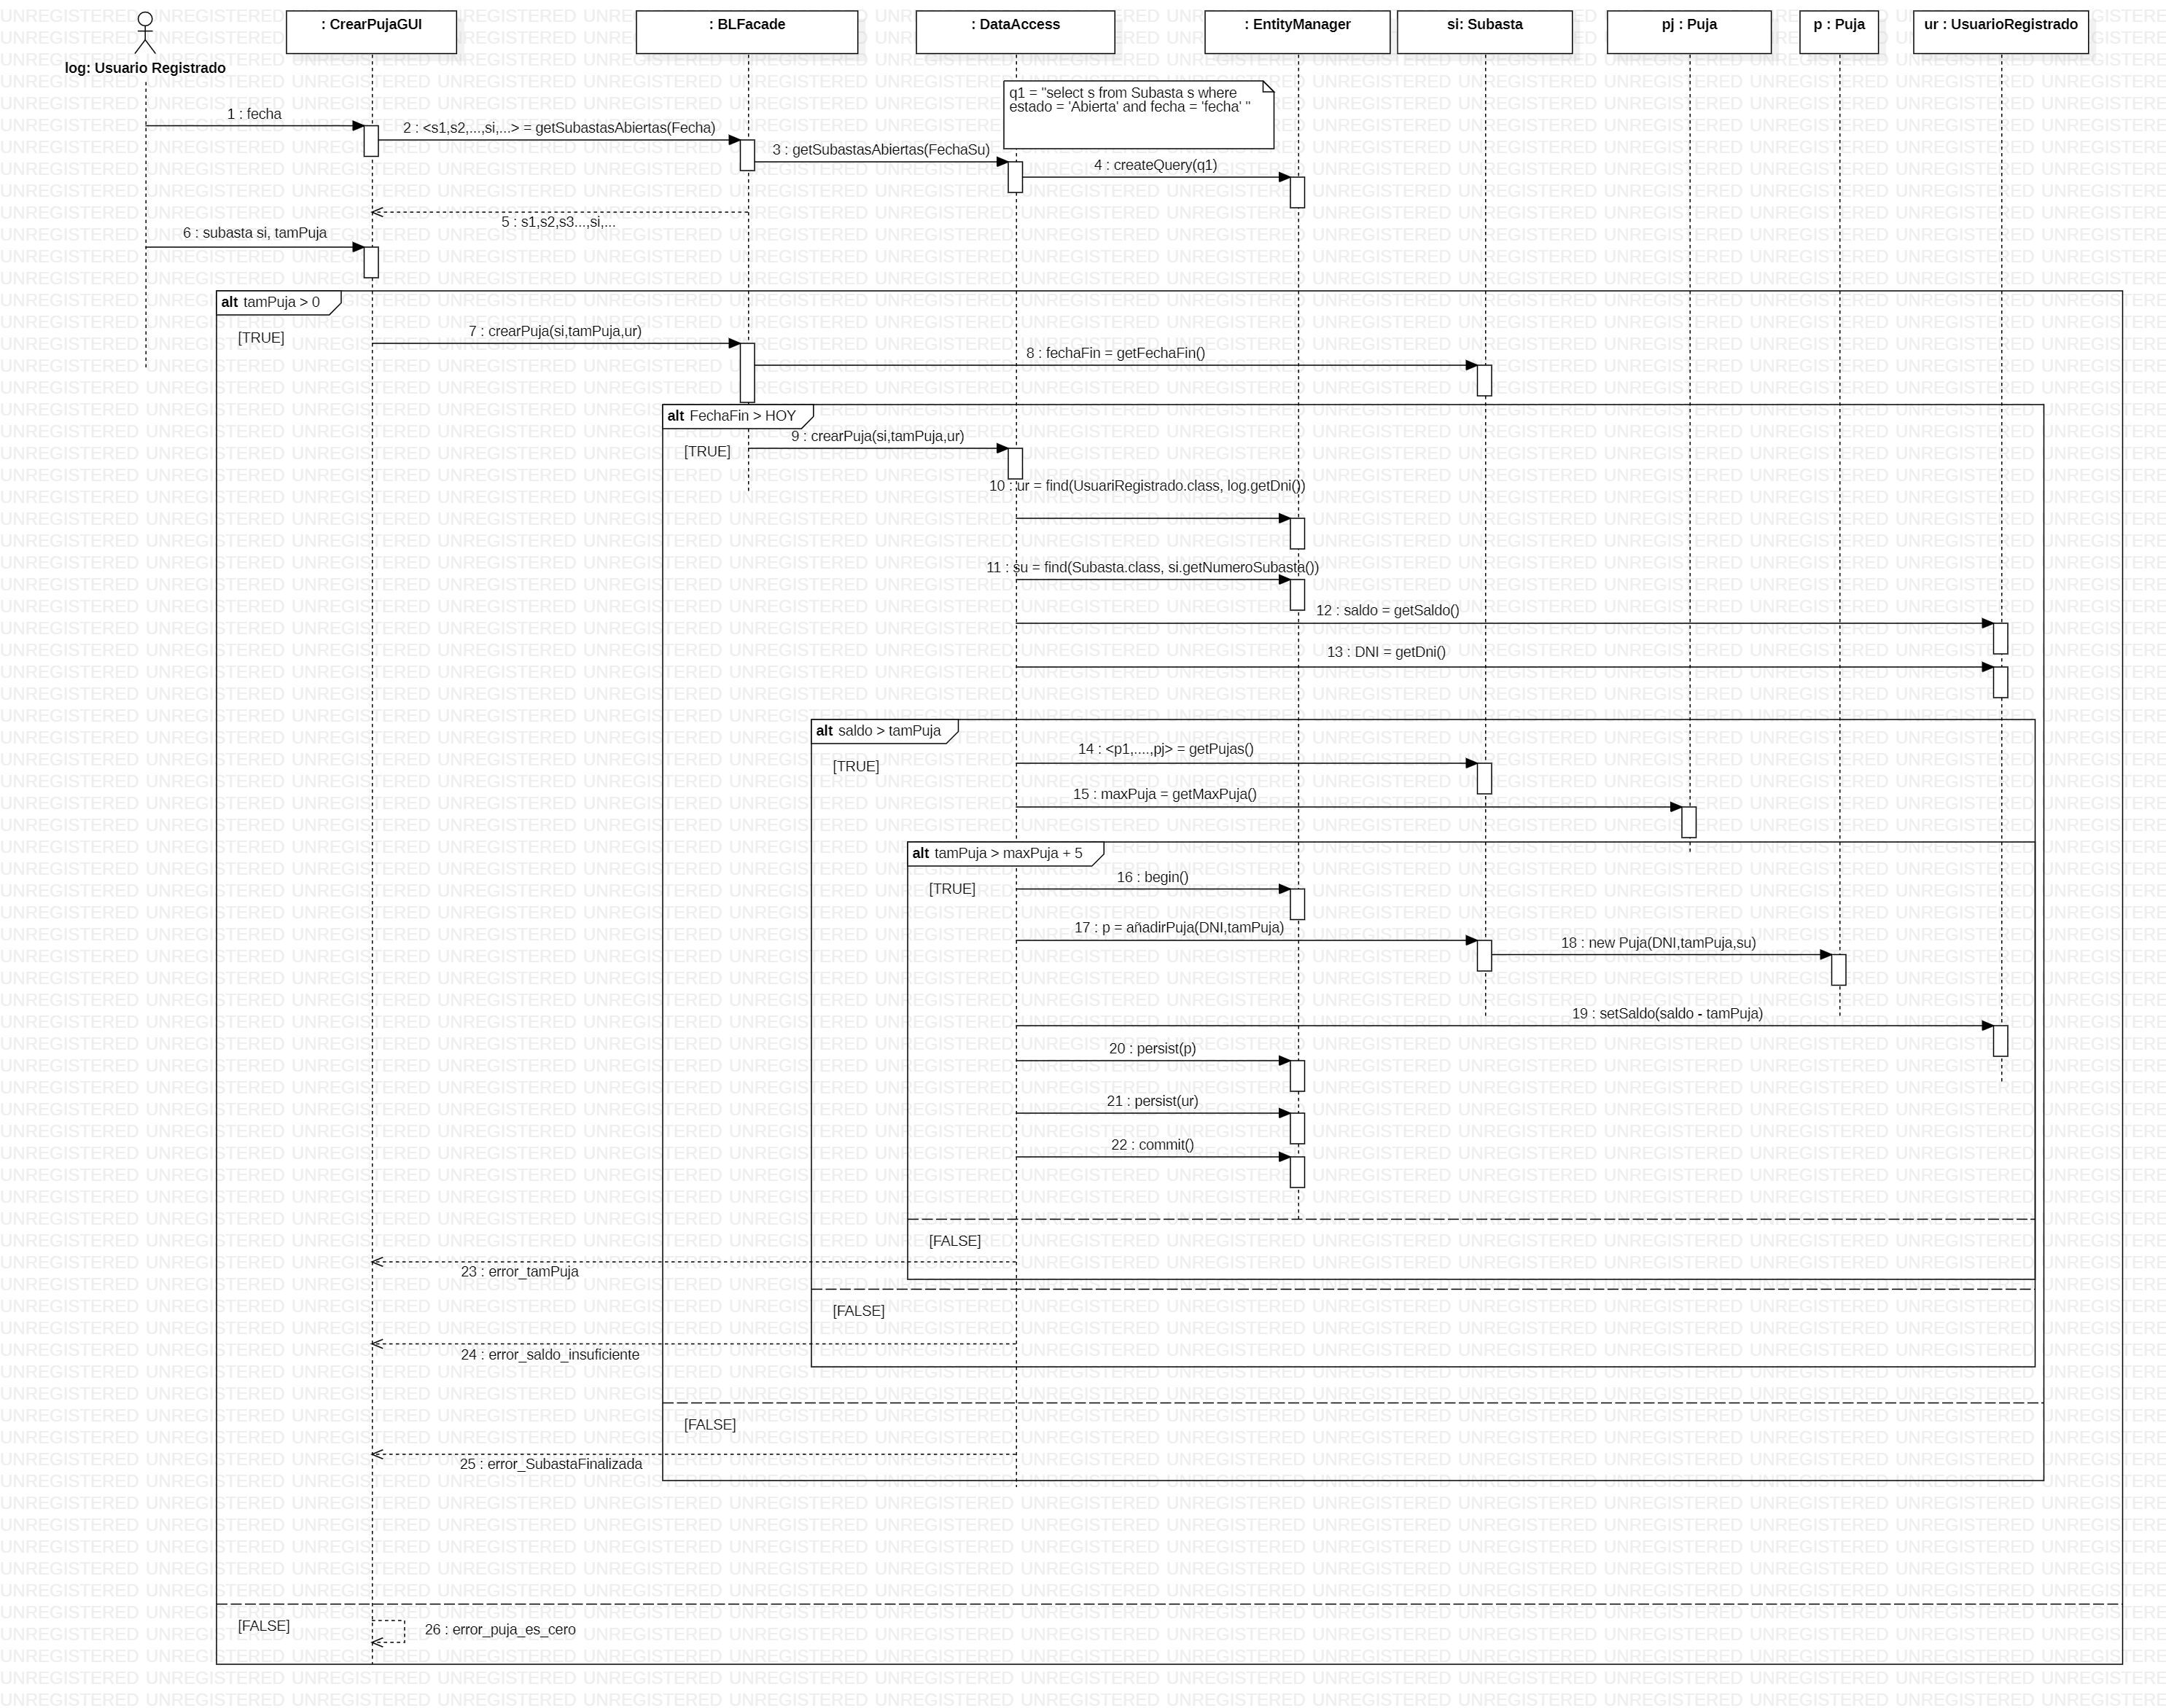 : CrearPujaGUI
: BLFacade
: DataAccess
: EntityManager
si: Subasta
pj : Puja
p : Puja
ur : UsuarioRegistrado
log: Usuario Registrado
q1 = "select s from Subasta s where
estado = 'Abierta' and fecha = 'fecha' "
1 : fecha
2 : <s1,s2,...,si,...> = getSubastasAbiertas(Fecha)
3 : getSubastasAbiertas(FechaSu)
4 : createQuery(q1)
5 : s1,s2,s3...,si,...
6 : subasta si, tamPuja
alt tamPuja > 0
[TRUE]
7 : crearPuja(si,tamPuja,ur)
8 : fechaFin = getFechaFin()
alt FechaFin > HOY
[TRUE]
9 : crearPuja(si,tamPuja,ur)
10 : ur = find(UsuariRegistrado.class, log.getDni())
11 : su = find(Subasta.class, si.getNumeroSubasta())
12 : saldo = getSaldo()
13 : DNI = getDni()
alt saldo > tamPuja
[TRUE]
14 : <p1,....,pj> = getPujas()
15 : maxPuja = getMaxPuja()
alt tamPuja > maxPuja + 5
[TRUE]
16 : begin()
17 : p = añadirPuja(DNI,tamPuja)
18 : new Puja(DNI,tamPuja,su)
19 : setSaldo(saldo - tamPuja)
20 : persist(p)
21 : persist(ur)
22 : commit()
[FALSE]
23 : error_tamPuja
[FALSE]
24 : error_saldo_insuficiente
[FALSE]
25 : error_SubastaFinalizada
[FALSE]
26 : error_puja_es_cero